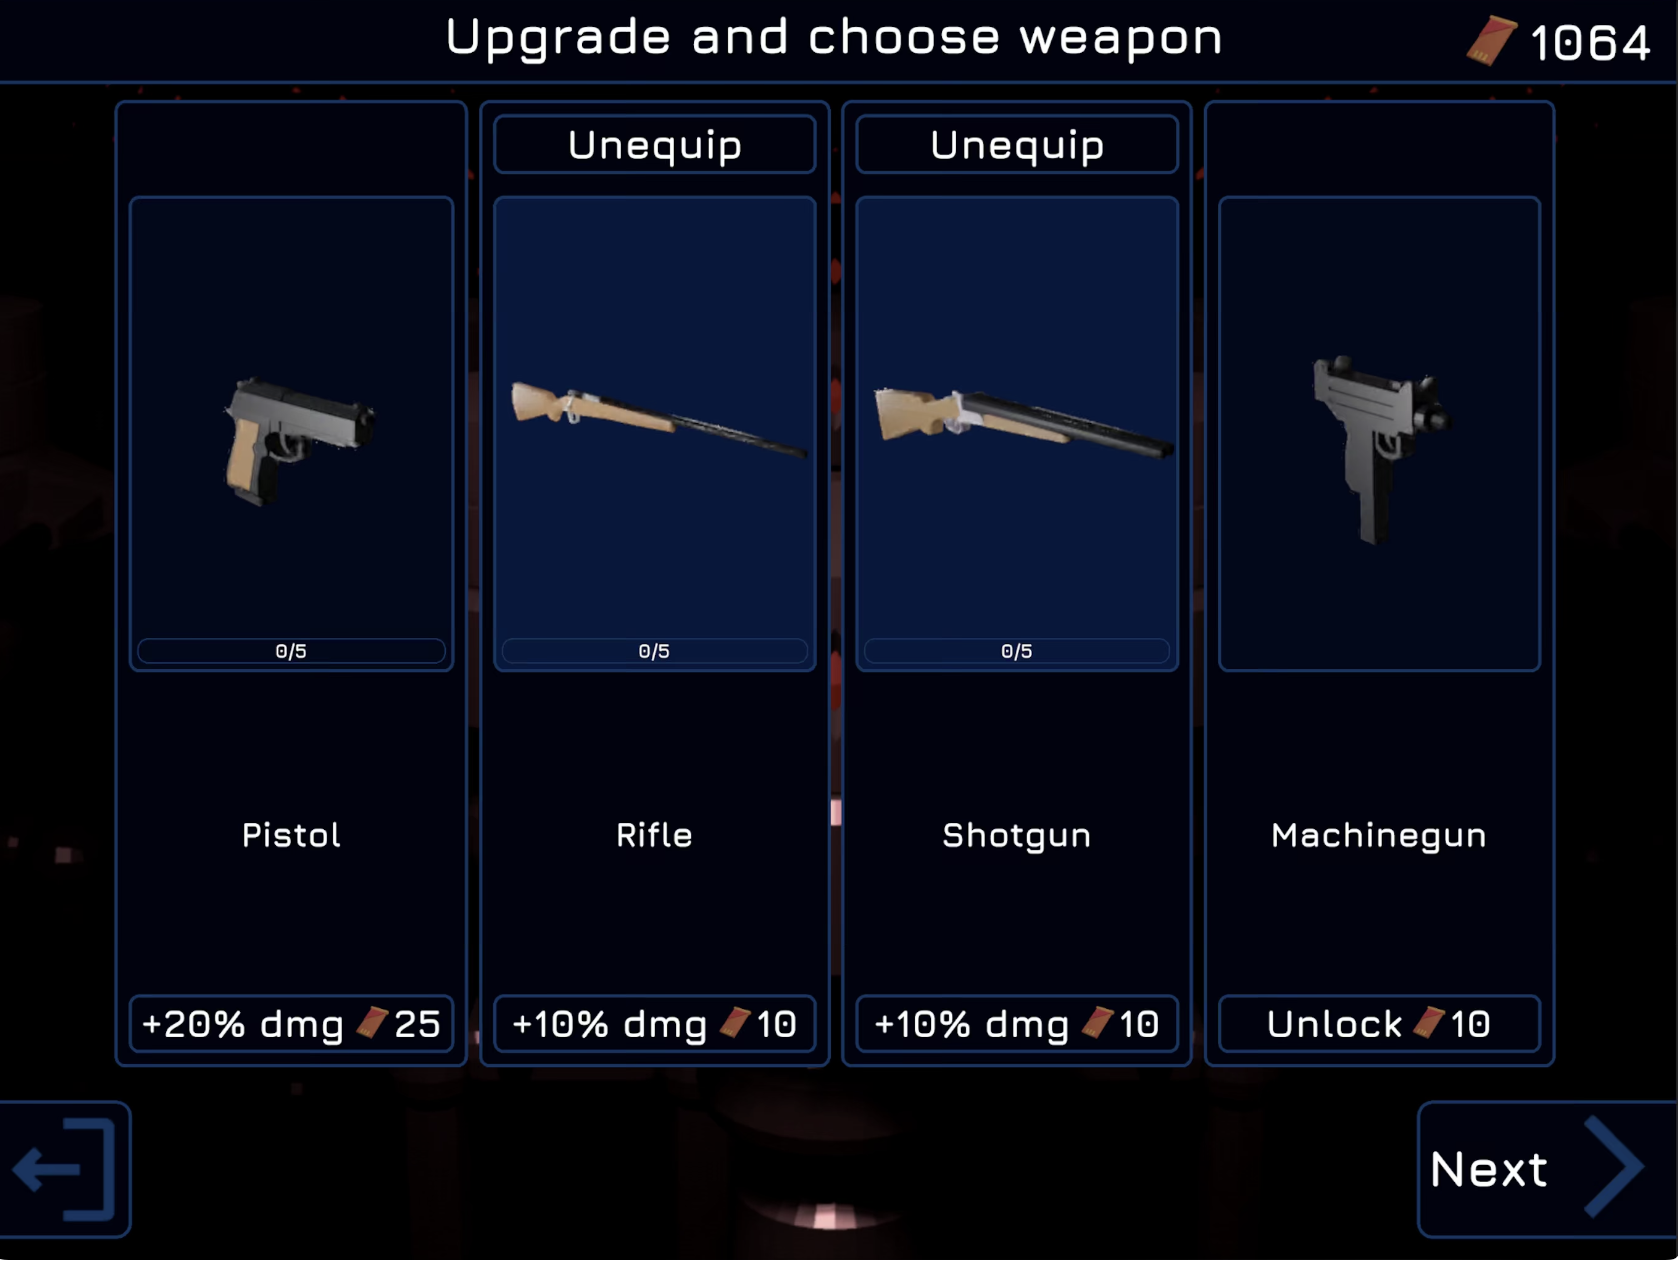 Upgrade and choose weapon
1064
Unequip
Unequip
0/5
0/5
0/5
Pistol
Rifle
Shotgun
Machinegun
+20% dmg 25
+10% dmg 10
+10% dmg 10
Unlock 10
Next